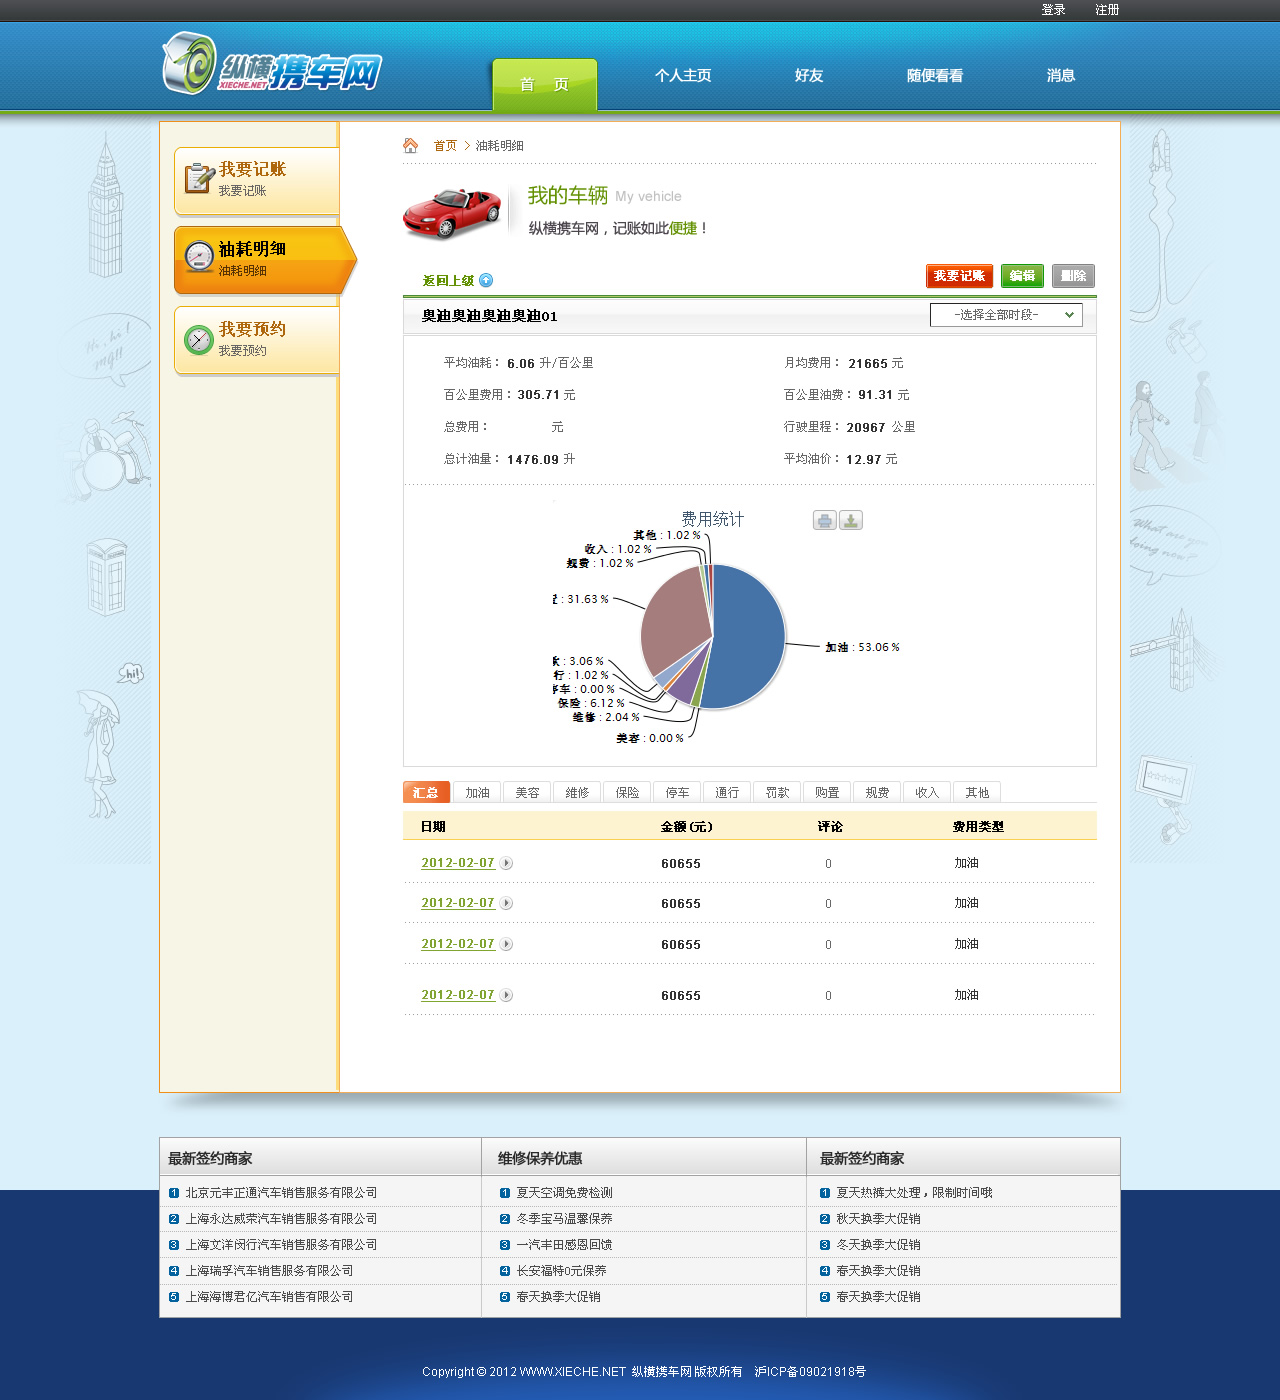 登录 注册
纵横携车网 XIECHE.NET
首 页 个人主页 好友 随便看看 消息
我要记账
我要记账
油耗明细
油耗明细
我要预约
我要预约
首页 > 油耗明细
我的车辆 My vehicle
纵横携车网，记账如此便捷！
返回上级 我要记账 编辑 删除
奥迪奥迪奥迪奥迪01 -选择全部时段-
平均油耗： 6.06 升/百公里 月均费用： 21665 元
百公里费用： 305.71 元 百公里油费： 91.31 元
总费用： 元 行驶里程： 20967 公里
总计油量： 1476.09 升 平均油价： 12.97 元
费用统计
其他 : 1.02 %
收入 : 1.02 %
规费 : 1.02 %
: 31.63 %
加油 : 53.06 %
: 3.06 %
行 : 1.02 %
车 : 0.00 %
保险 : 6.12 %
维修 : 2.04 %
美容 : 0.00 %
汇总 加油 美容 维修 保险 停车 通行 罚款 购置 规费 收入 其他
日期 金额(元) 评论 费用类型
2012-02-07 60655 0 加油
2012-02-07 60655 0 加油
2012-02-07 60655 0 加油
2012-02-07 60655 0 加油
What are you doing now?
hi!
最新签约商家 维修保养优惠 最新签约商家
1 北京元丰正通汽车销售服务有限公司 1 夏天空调免费检测 1 夏天热裤大处理，限制时间哦
2 上海永达威荣汽车销售服务有限公司 2 冬季宝马温馨保养 2 秋天换季大促销
3 上海文洋闵行汽车销售服务有限公司 3 一汽丰田感恩回馈 3 冬天换季大促销
4 上海瑞孚汽车销售服务有限公司 4 长安福特0元保养 4 春天换季大促销
5 上海海博君亿汽车销售有限公司 5 春天换季大促销 5 春天换季大促销
Copyright © 2012 WWW.XIECHE.NET 纵横携车网 版权所有 沪ICP备09021918号